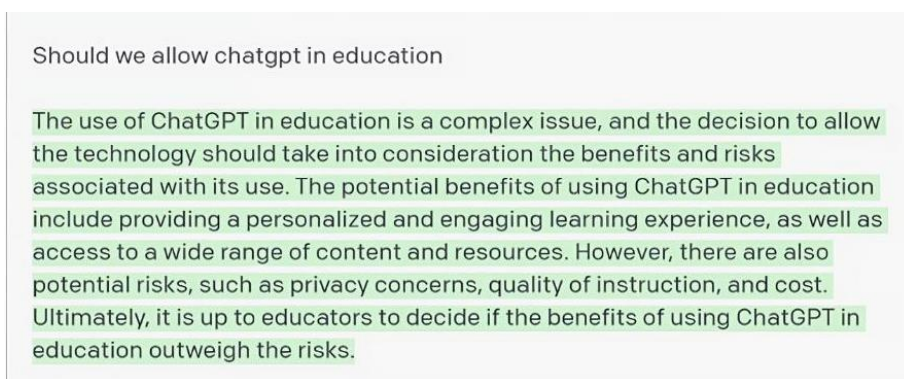 Should we allow chatgpt in education
The use of ChatGPT in education is a complex issue, and the decision to allow
the technology should take into consideration the benefits and risks
associated with its use. The potential benefits of using ChatGPT in education
include providing a personalized and engaging learning experience, as well as
access to a wide range of content and resources. However, there are also
potential risks, such as privacy concerns, quality of instruction, and cost.
Ultimately, it is up to educators to decide if the benefits of using ChatGPT in
education outweigh the risks.